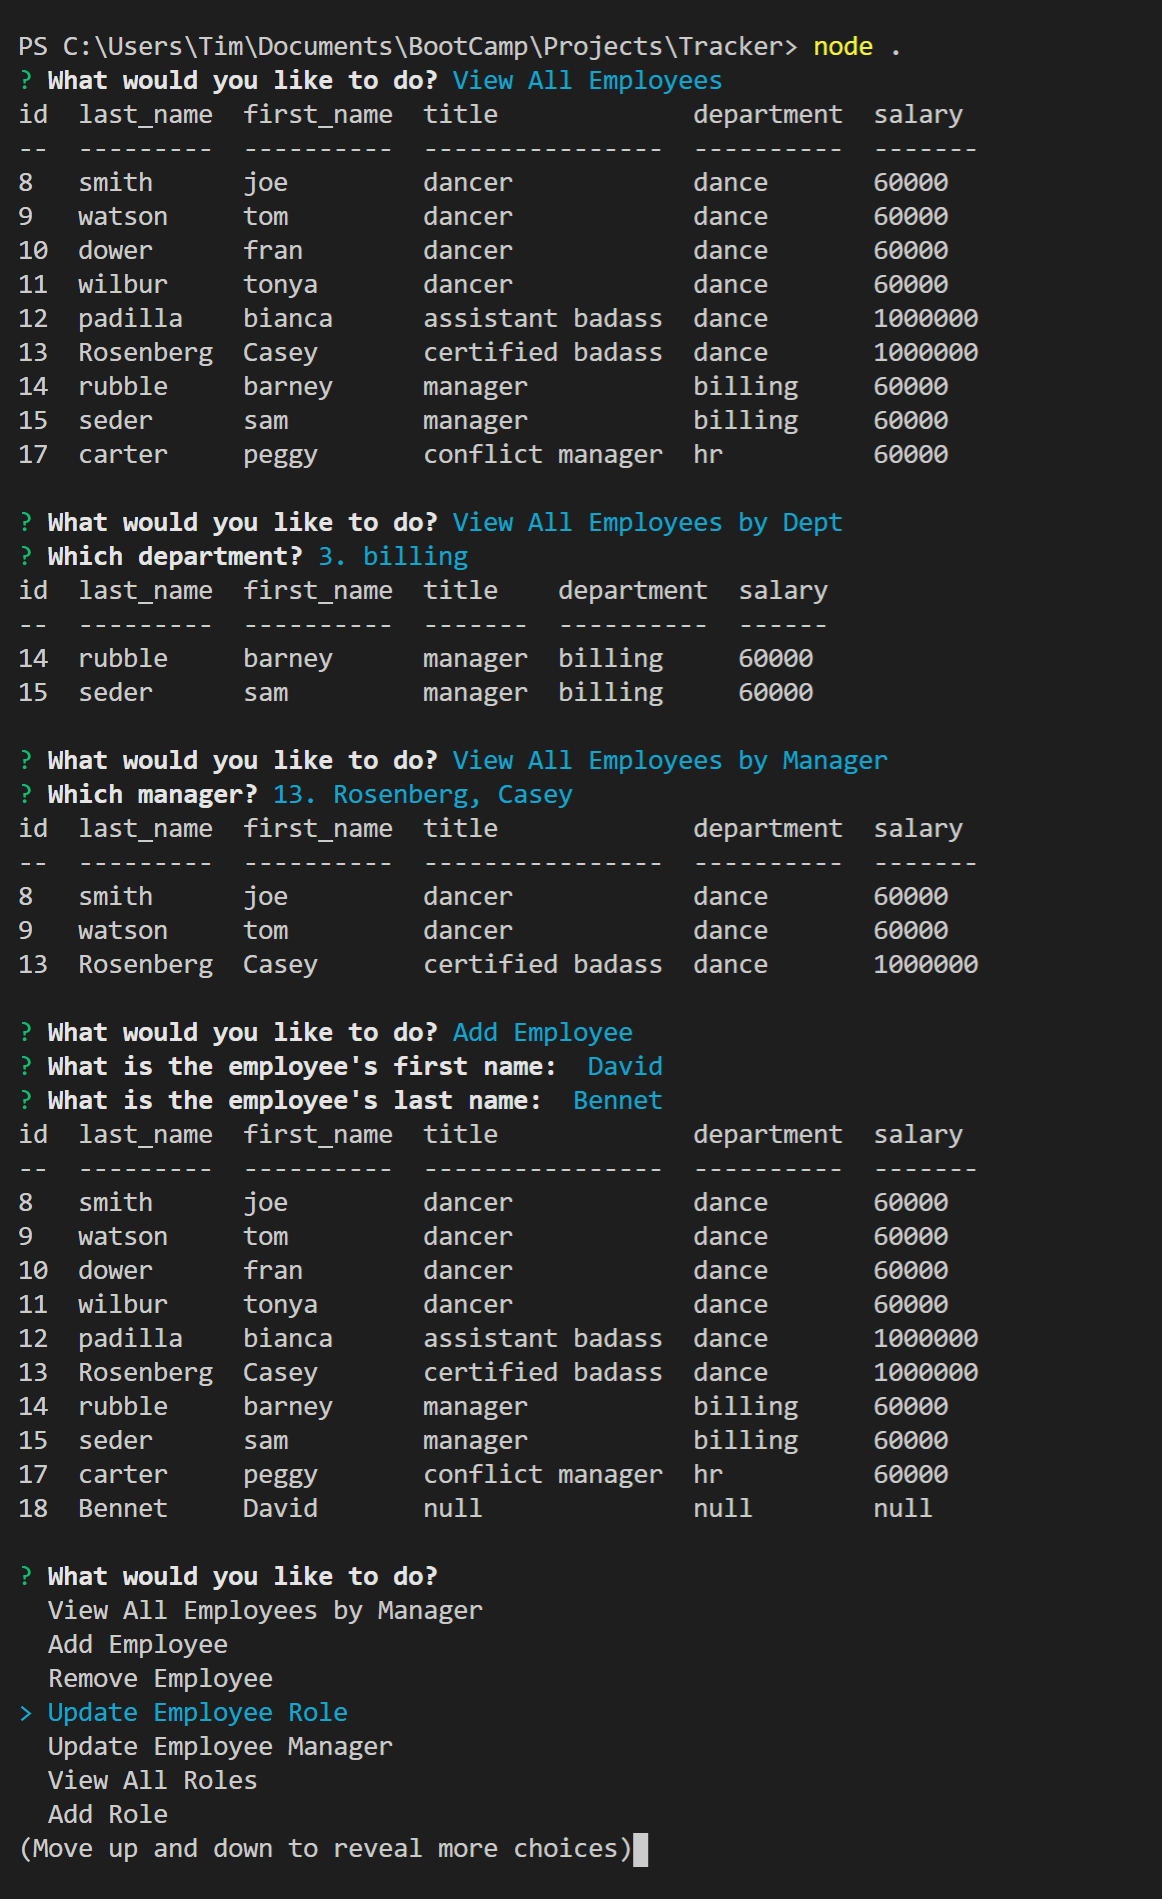 PS C:\Users\Tim\Documents\BootCamp\Projects\Tracker> node .
? What would you like to do? View All Employees
id  last_name  first_name  title             department  salary
--  ---------  ----------  ----------------  ----------  -------
8   smith      joe         dancer            dance       60000
9   watson     tom         dancer            dance       60000
10  dower      fran        dancer            dance       60000
11  wilbur     tonya       dancer            dance       60000
12  padilla    bianca      assistant badass  dance       1000000
13  Rosenberg  Casey       certified badass  dance       1000000
14  rubble     barney      manager           billing     60000
15  seder      sam         manager           billing     60000
17  carter     peggy       conflict manager  hr          60000

? What would you like to do? View All Employees by Dept
? Which department? 3. billing
id  last_name  first_name  title    department  salary
--  ---------  ----------  -------  ----------  ------
14  rubble     barney      manager  billing     60000
15  seder      sam         manager  billing     60000

? What would you like to do? View All Employees by Manager
? Which manager? 13. Rosenberg, Casey
id  last_name  first_name  title             department  salary
--  ---------  ----------  ----------------  ----------  -------
8   smith      joe         dancer            dance       60000
9   watson     tom         dancer            dance       60000
13  Rosenberg  Casey       certified badass  dance       1000000

? What would you like to do? Add Employee
? What is the employee's first name:  David
? What is the employee's last name:  Bennet
id  last_name  first_name  title             department  salary
--  ---------  ----------  ----------------  ----------  -------
8   smith      joe         dancer            dance       60000
9   watson     tom         dancer            dance       60000
10  dower      fran        dancer            dance       60000
11  wilbur     tonya       dancer            dance       60000
12  padilla    bianca      assistant badass  dance       1000000
13  Rosenberg  Casey       certified badass  dance       1000000
14  rubble     barney      manager           billing     60000
15  seder      sam         manager           billing     60000
17  carter     peggy       conflict manager  hr          60000
18  Bennet     David       null              null        null

? What would you like to do?
  View All Employees by Manager
  Add Employee
  Remove Employee
> Update Employee Role
  Update Employee Manager
  View All Roles
  Add Role
(Move up and down to reveal more choices)